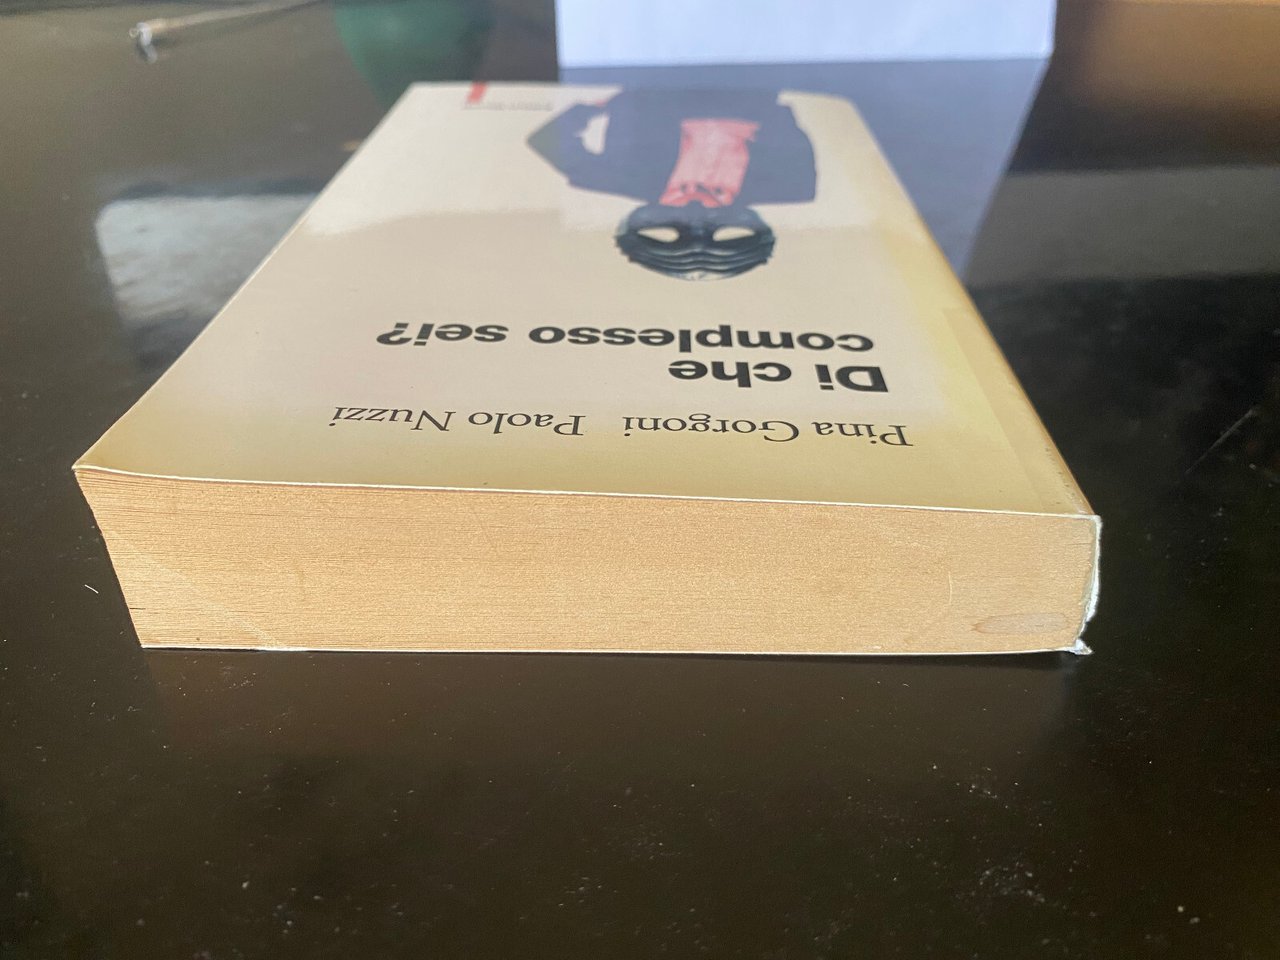 Pina Gorgoni Paolo Nuzzi
Di che
complesso sei?